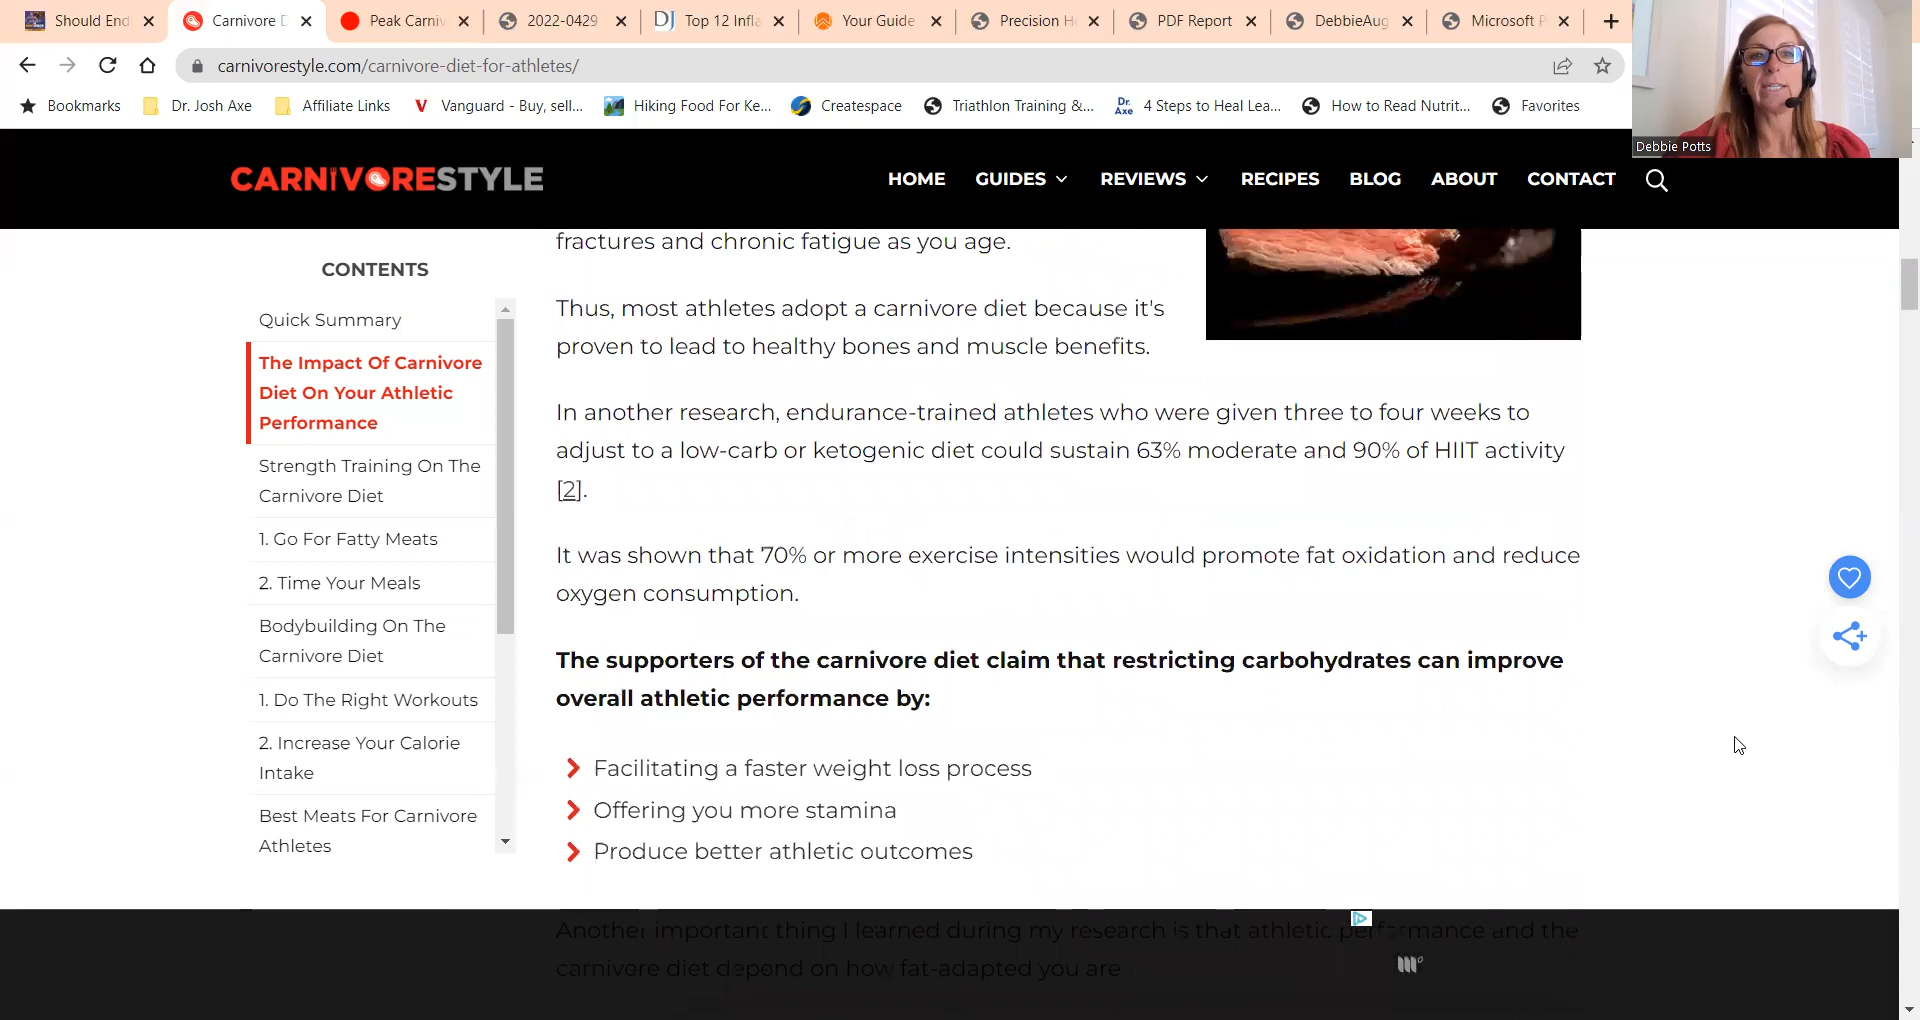 Should End
Carnivore D
Peak Carniv
2022-0429
DJ Top 12 Infla
Your Guide
Precision H
PDF Report
DebbieAug
Microsoft P
carnivorestyle.com/carnivore-diet-for-athletes/
Bookmarks
Dr. Josh Axe
Affiliate Links
Vanguard - Buy, sell...
Hiking Food For Ke...
Createspace
Triathlon Training &...
Dr. Axe 4 Steps to Heal Lea...
How to Read Nutrit...
Favorites
Debbie Potts
CARNIVORESTYLE
HOME
GUIDES
REVIEWS
RECIPES
BLOG
ABOUT
CONTACT
CONTENTS
Quick Summary
The Impact Of Carnivore
Diet On Your Athletic
Performance
Strength Training On The
Carnivore Diet
1. Go For Fatty Meats
2. Time Your Meals
Bodybuilding On The
Carnivore Diet
1. Do The Right Workouts
2. Increase Your Calorie
Intake
Best Meats For Carnivore
Athletes
fractures and chronic fatigue as you age.
Thus, most athletes adopt a carnivore diet because it's
proven to lead to healthy bones and muscle benefits.
In another research, endurance-trained athletes who were given three to four weeks to
adjust to a low-carb or ketogenic diet could sustain 63% moderate and 90% of HIIT activity
[2].
It was shown that 70% or more exercise intensities would promote fat oxidation and reduce
oxygen consumption.
The supporters of the carnivore diet claim that restricting carbohydrates can improve
overall athletic performance by:
Facilitating a faster weight loss process
Offering you more stamina
Produce better athletic outcomes
Another important thing I learned during my research is that athletic performance and the
carnivore diet depend on how fat-adapted you are